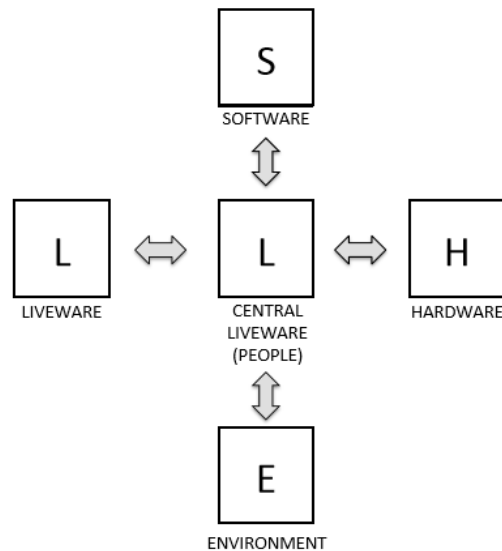 S
SOFTWARE
L
LIVEWARE
L
CENTRAL
LIVEWARE
(PEOPLE)
H
HARDWARE
E
ENVIRONMENT